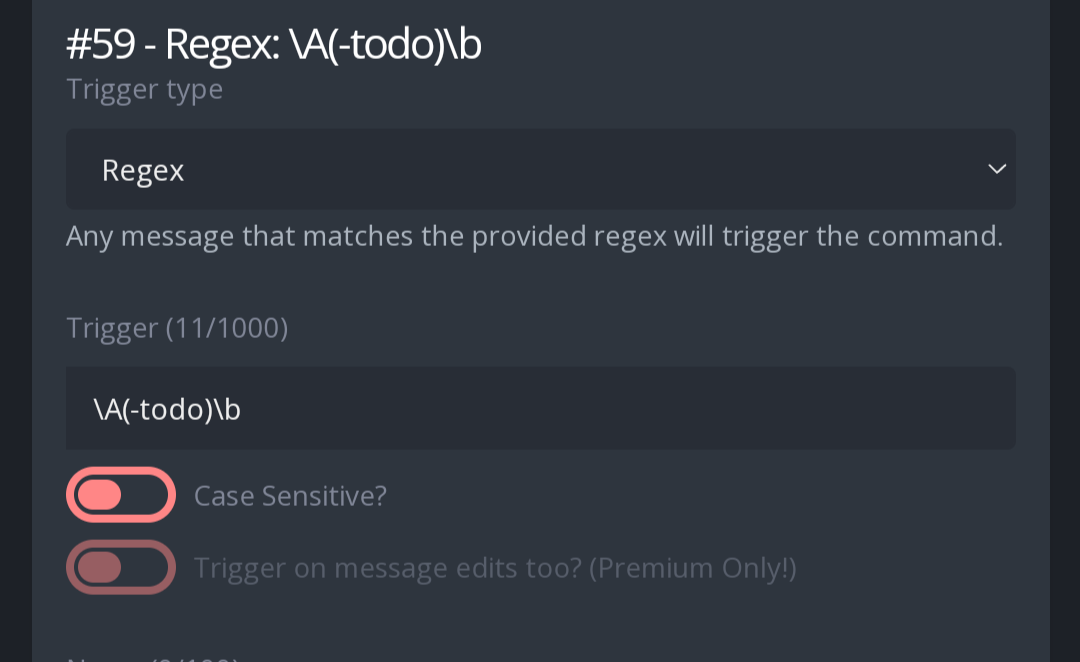 #59 - Regex: \A(-todo)\b
Trigger type
Regex
Any message that matches the provided regex will trigger the command.
Trigger (11/1000)
\A(-todo)\b
Case Sensitive?
Trigger on message edits too? (Premium Only!)